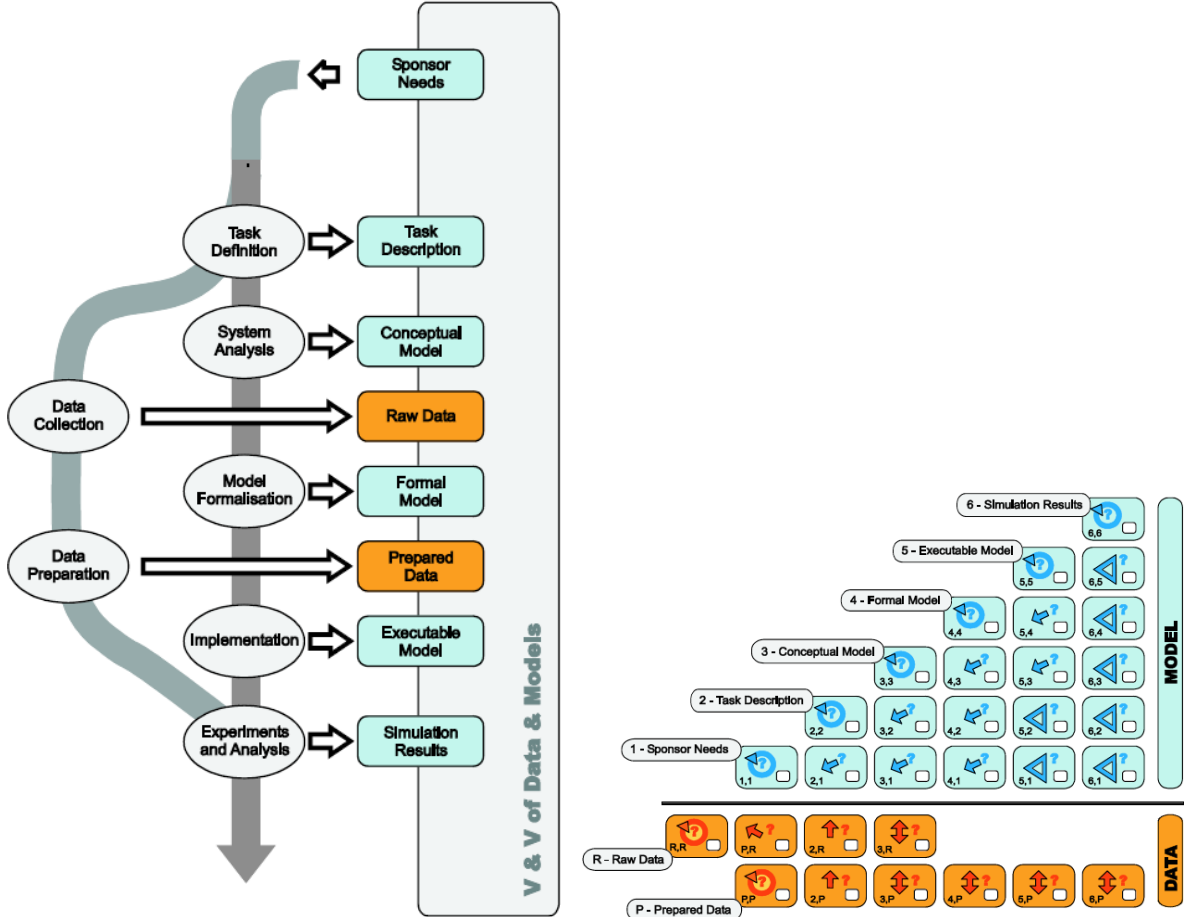 Sponsor
Needs
Task
Definition
Task
Description
System
Analysis
Conceptual
Model
Data
Collection
Raw Data
Model
Formalisation
Formal
Model
Data
Preparation
Prepared
Data
Implementation
Executable
Model
Experiments
and Analysis
Simulation
Results
V & V of Data & Models
6 - Simulation Results
?
6,6
5 - Executable Model
? ?
5,5 6,5
4 - Formal Model
? ? ?
4,4 5,4 6,4
3 - Conceptual Model
? ? ? ?
3,3 4,3 5,3 6,3
2 - Task Description
? ? ? ? ?
2,2 3,2 4,2 5,2 6,2
1 - Sponsor Needs
? ? ? ? ? ?
1,1 2,1 3,1 4,1 5,1 6,1
MODEL
? ? ? ?
R,R P,R 2,R 3,R
R - Raw Data
? ? ? ? ? ?
P,P 2,P 3,P 4,P 5,P 6,P
P - Prepared Data
DATA